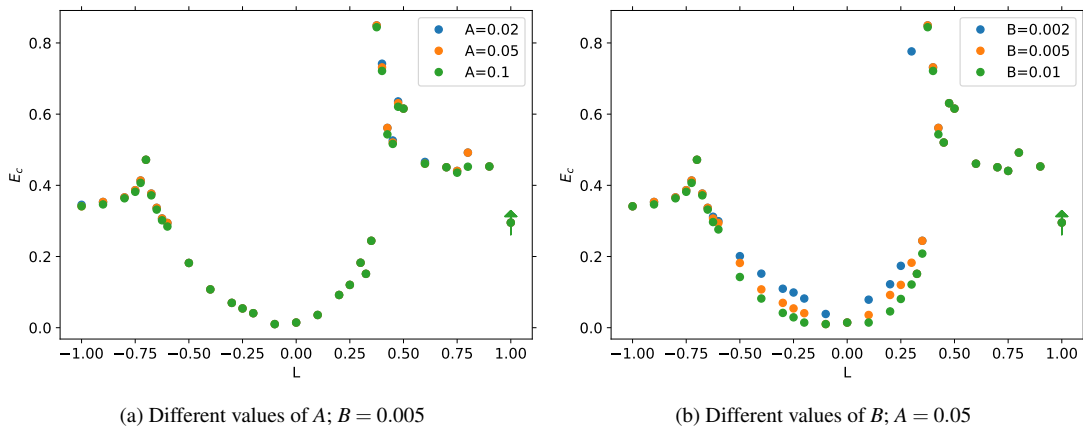 0.8
0.6
0.4
0.2
0.0
E_c
A=0.02
A=0.05
A=0.1
−1.00 −0.75 −0.50 −0.25 0.00 0.25 0.50 0.75 1.00
L
(a) Different values of A; B = 0.005
0.8
0.6
0.4
0.2
0.0
E_c
B=0.002
B=0.005
B=0.01
−1.00 −0.75 −0.50 −0.25 0.00 0.25 0.50 0.75 1.00
L
(b) Different values of B; A = 0.05